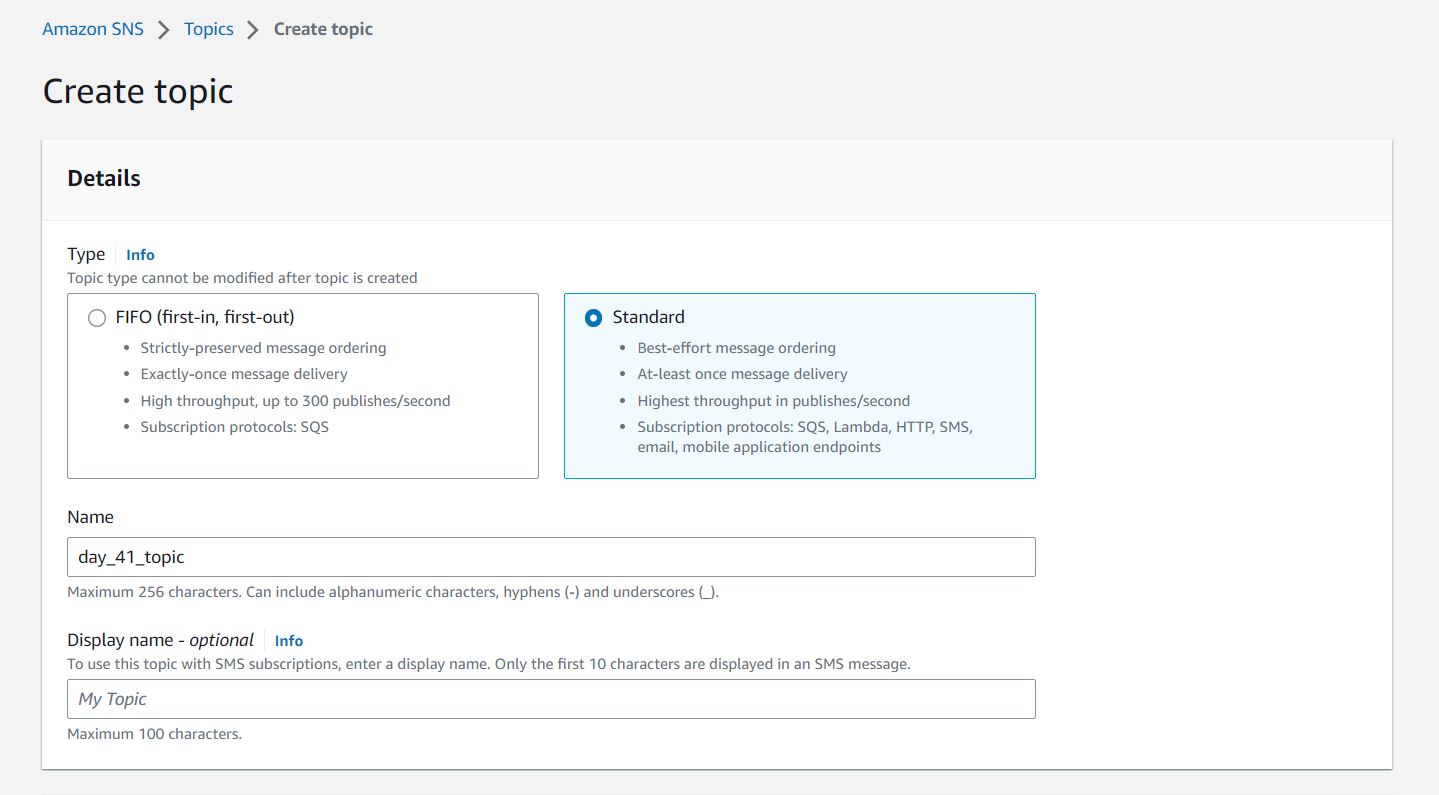 Amazon SNS > Topics > Create topic
Create topic
Details
Type Info
Topic type cannot be modified after topic is created
FIFO (first-in, first-out)
• Strictly-preserved message ordering
• Exactly-once message delivery
• High throughput, up to 300 publishes/second
• Subscription protocols: SQS
Standard
• Best-effort message ordering
• At-least once message delivery
• Highest throughput in publishes/second
• Subscription protocols: SQS, Lambda, HTTP, SMS,
email, mobile application endpoints
Name
day_41_topic
Maximum 256 characters. Can include alphanumeric characters, hyphens (-) and underscores (_).
Display name - optional Info
To use this topic with SMS subscriptions, enter a display name. Only the first 10 characters are displayed in an SMS message.
My Topic
Maximum 100 characters.